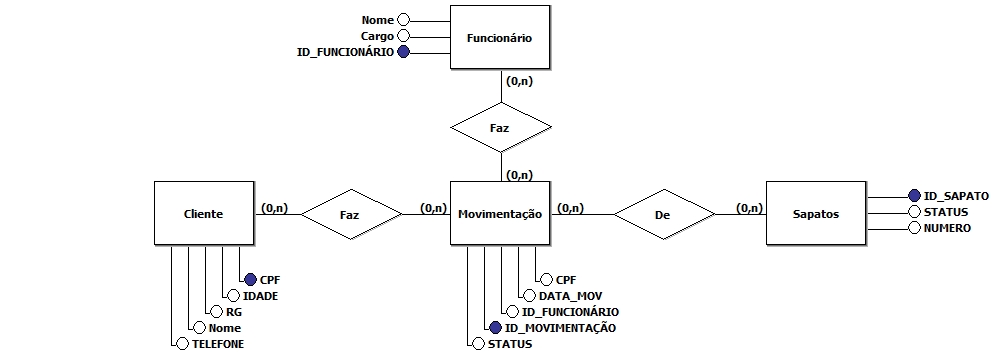 Nome
Cargo
ID_FUNCIONÁRIO
Funcionário
(0,n)
Faz
(0,n)
Cliente
(0,n)
Faz
(0,n)
Movimentação
(0,n)
De
(0,n)
Sapatos
ID_SAPATO
STATUS
NUMERO
CPF
IDADE
RG
Nome
TELEFONE
CPF
DATA_MOV
ID_FUNCIONÁRIO
ID_MOVIMENTAÇÃO
STATUS